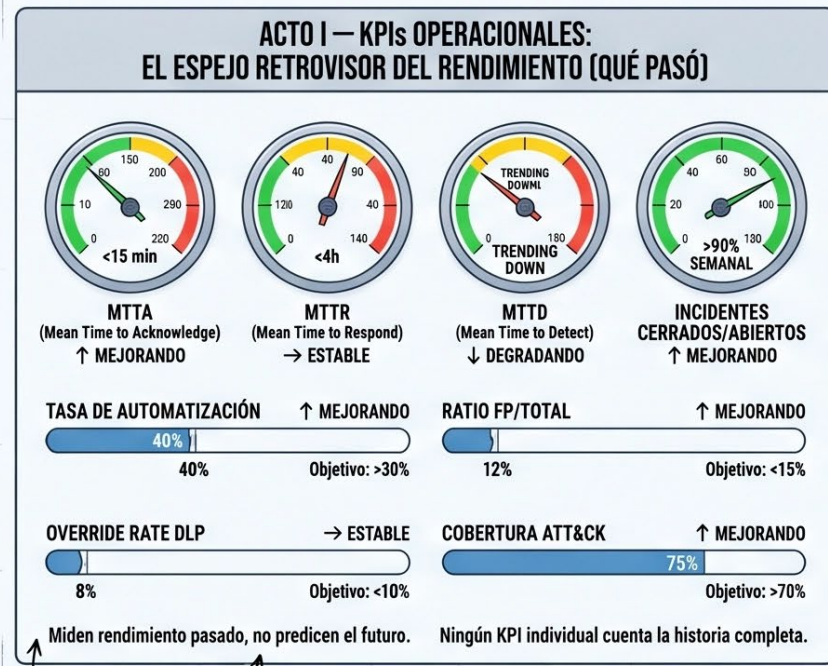 ACTO I — KPIs OPERACIONALES:
EL ESPEJO RETROVISOR DEL RENDIMIENTO (QUÉ PASÓ)
0
10
60
150
200
290
220
<15 min
0
120
40
40
90
40
140
<4h
TRENDING
DOWNL
0
180
TRENDING
DOWN
0
20
40
60
90
100
130
>90%
SEMANAL
MTTA
(Mean Time to Acknowledge)
↑ MEJORANDO
MTTR
(Mean Time to Respond)
→ ESTABLE
MTTD
(Mean Time to Detect)
↓ DEGRADANDO
INCIDENTES
CERRADOS/ABIERTOS
↑ MEJORANDO
TASA DE AUTOMATIZACIÓN ↑ MEJORANDO
40%
40% Objetivo: >30%
RATIO FP/TOTAL ↑ MEJORANDO
12% Objetivo: <15%
OVERRIDE RATE DLP → ESTABLE
8% Objetivo: <10%
COBERTURA ATT&CK ↑ MEJORANDO
75%
Objetivo: >70%
Miden rendimiento pasado, no predicen el futuro.
Ningún KPI individual cuenta la historia completa.